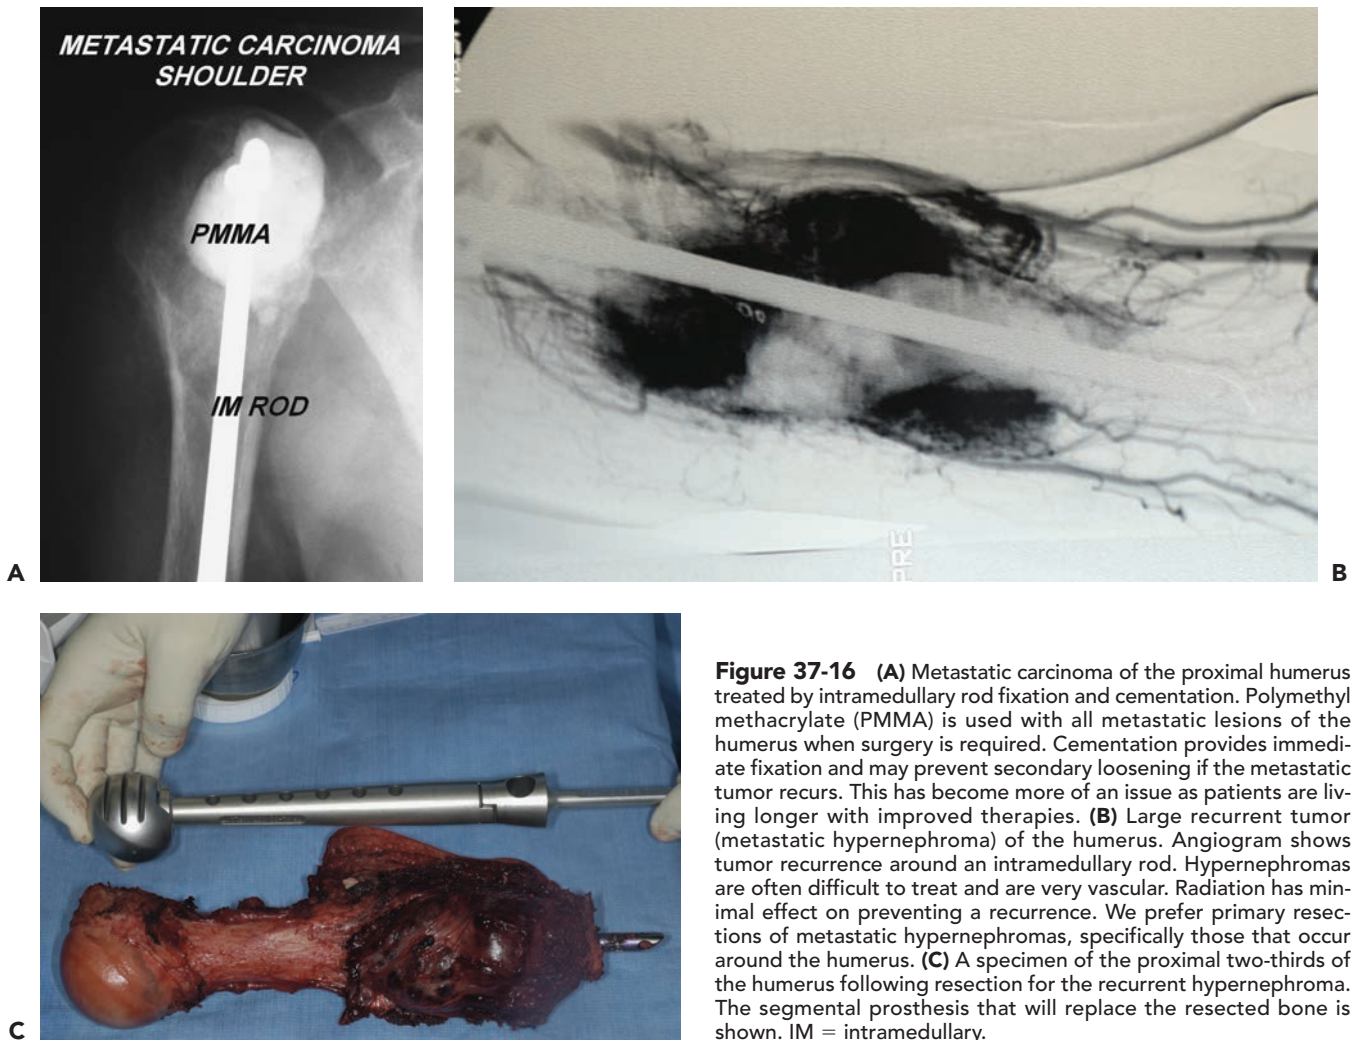 METASTATIC CARCINOMA
SHOULDER
PMMA
IM ROD
A
PRE
B
C
Figure 37-16 (A) Metastatic carcinoma of the proximal humerus
treated by intramedullary rod fixation and cementation. Polymethyl
methacrylate (PMMA) is used with all metastatic lesions of the
humerus when surgery is required. Cementation provides immedi-
ate fixation and may prevent secondary loosening if the metastatic
tumor recurs. This has become more of an issue as patients are liv-
ing longer with improved therapies. (B) Large recurrent tumor
(metastatic hypernephroma) of the humerus. Angiogram shows
tumor recurrence around an intramedullary rod. Hypernephromas
are often difficult to treat and are very vascular. Radiation has min-
imal effect on preventing a recurrence. We prefer primary resec-
tions of metastatic hypernephromas, specifically those that occur
around the humerus. (C) A specimen of the proximal two-thirds of
the humerus following resection for the recurrent hypernephroma.
The segmental prosthesis that will replace the resected bone is
shown. IM = intramedullary.